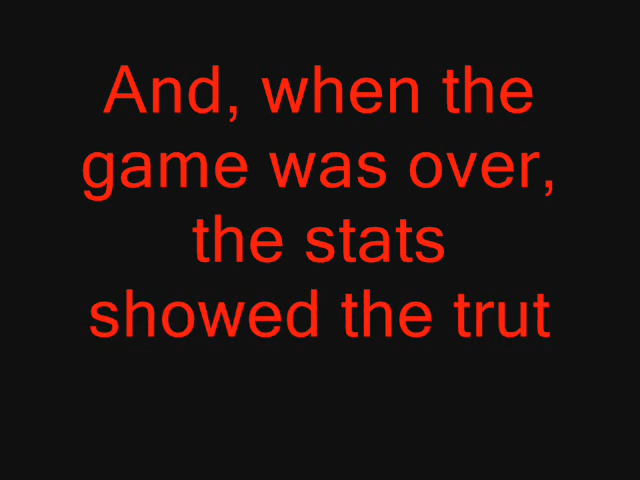 And, when the
game was over,
the stats
showed the trut